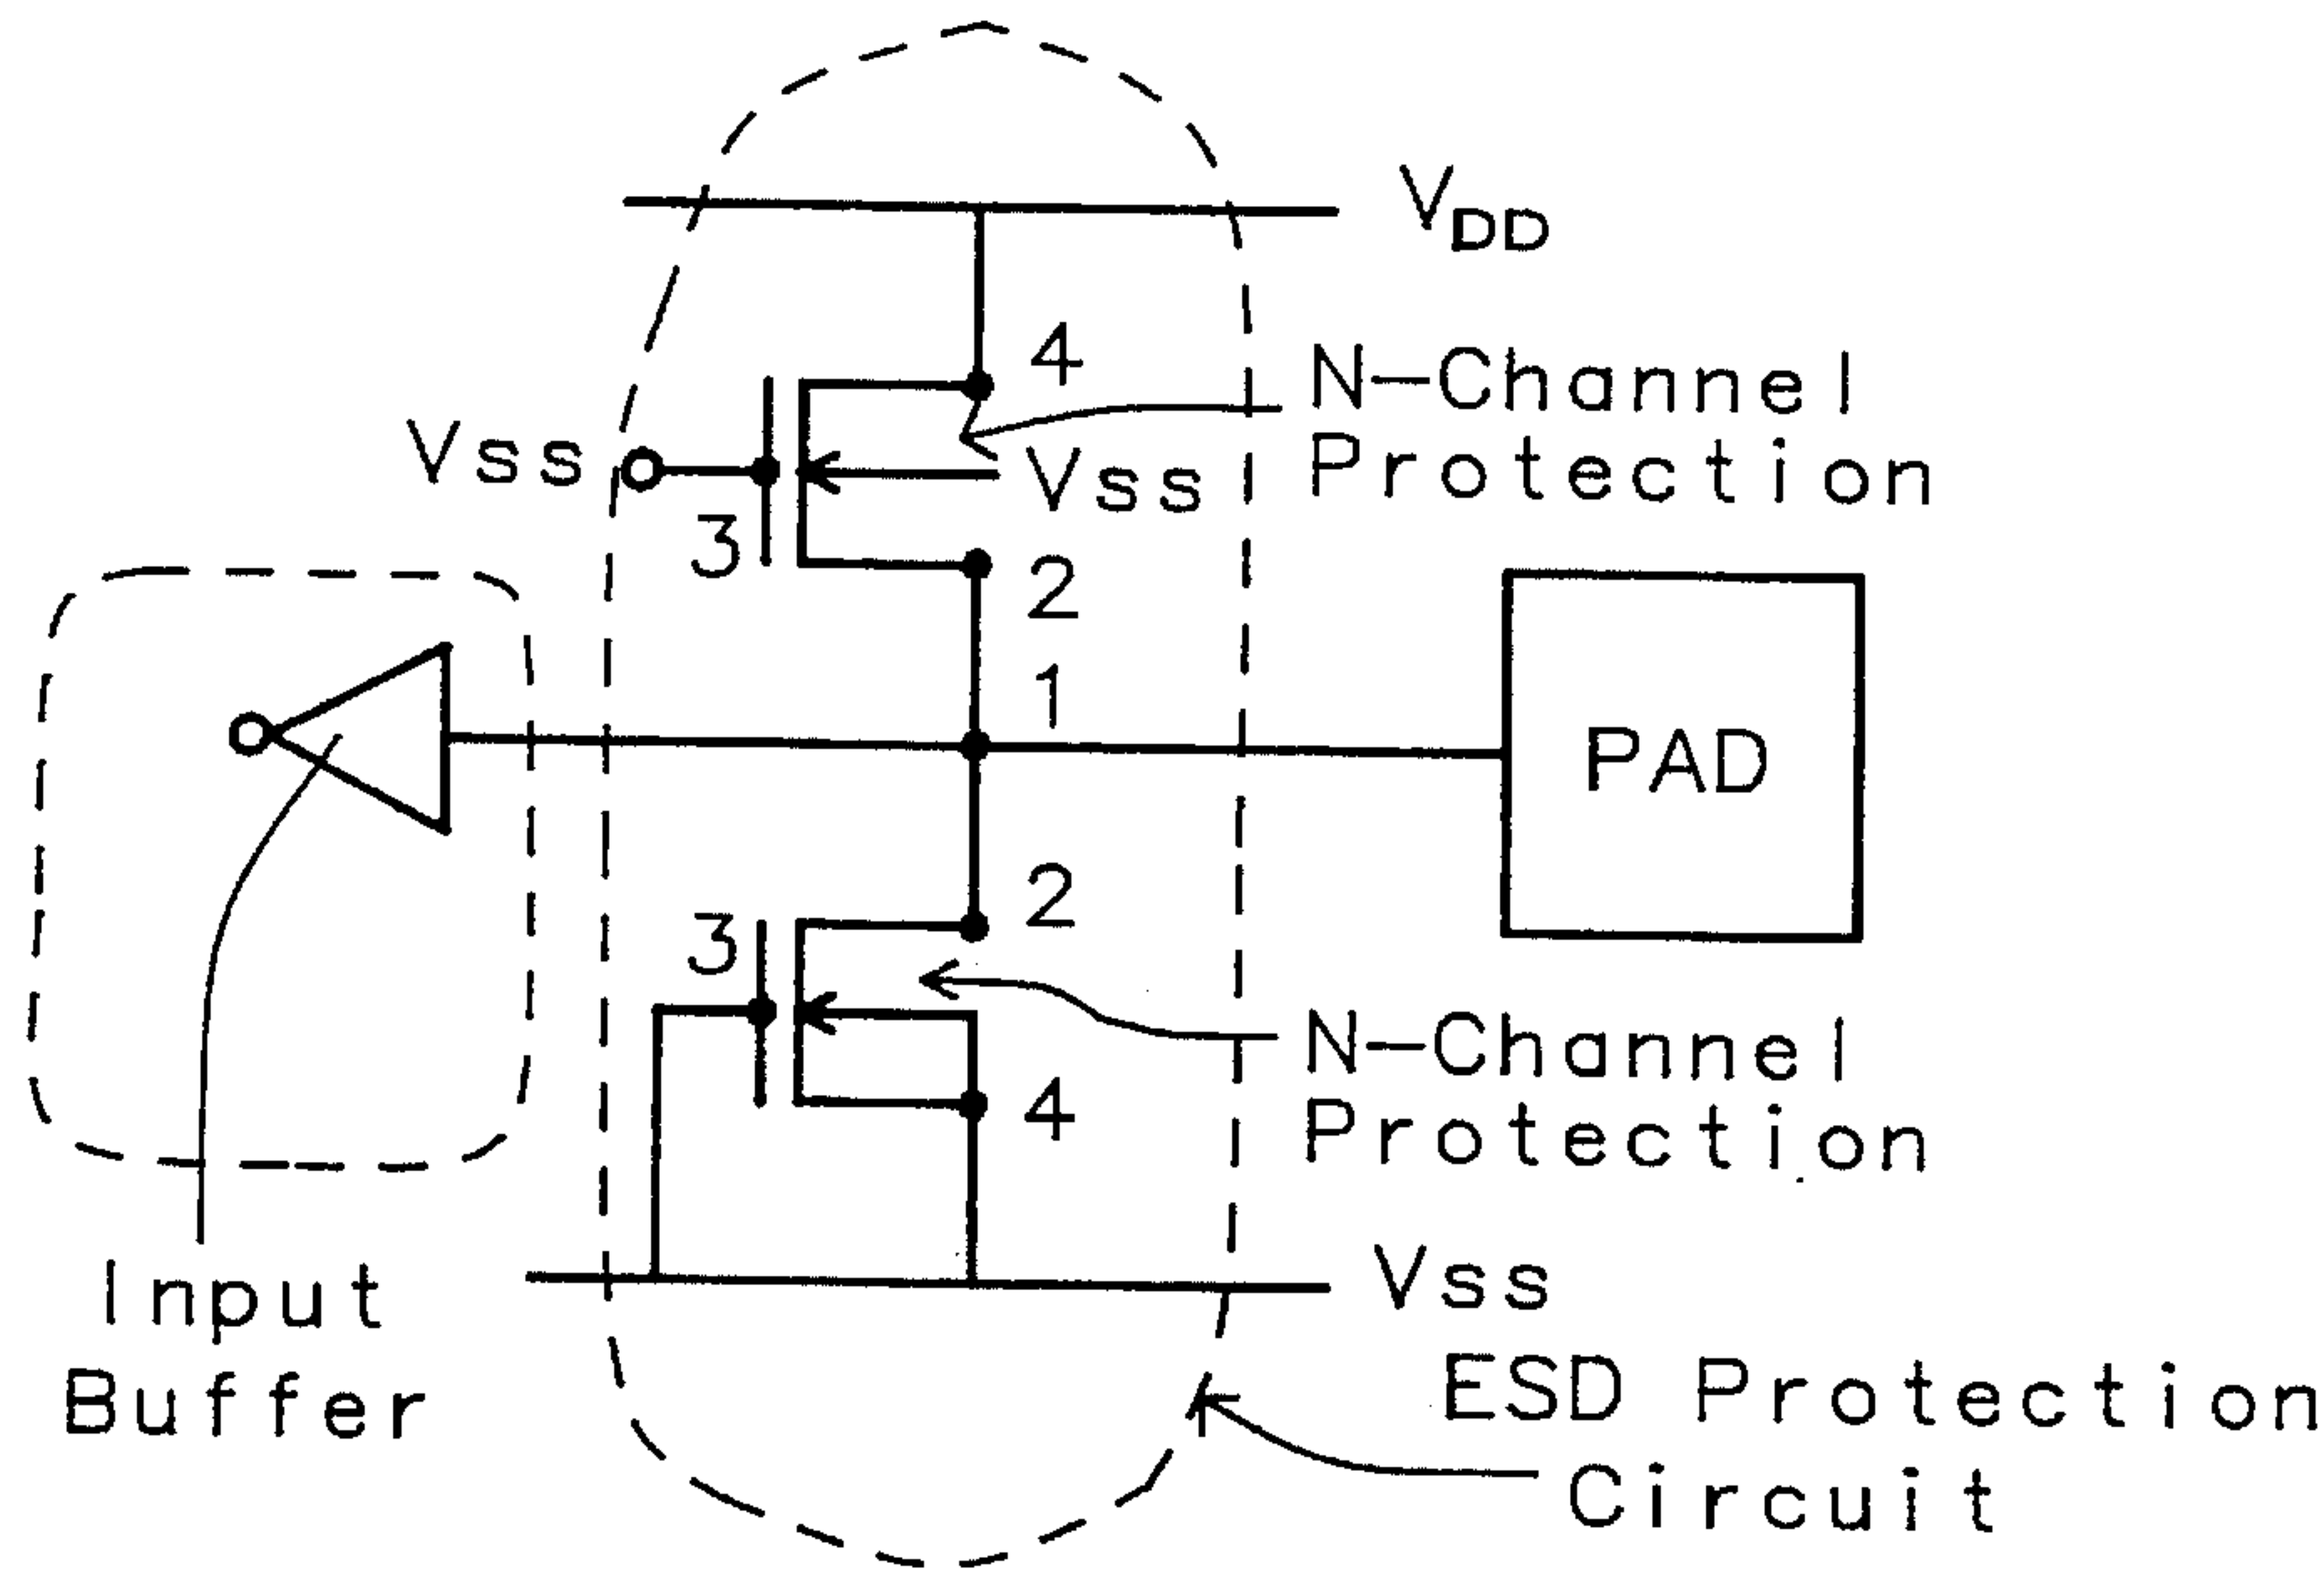 VDD
4
N-Channel
Protection
Vss
Vss
3
2
1
PAD
2
3
N-Channel
Protection
4
Vss
Input
Buffer
ESD Protection
Circuit